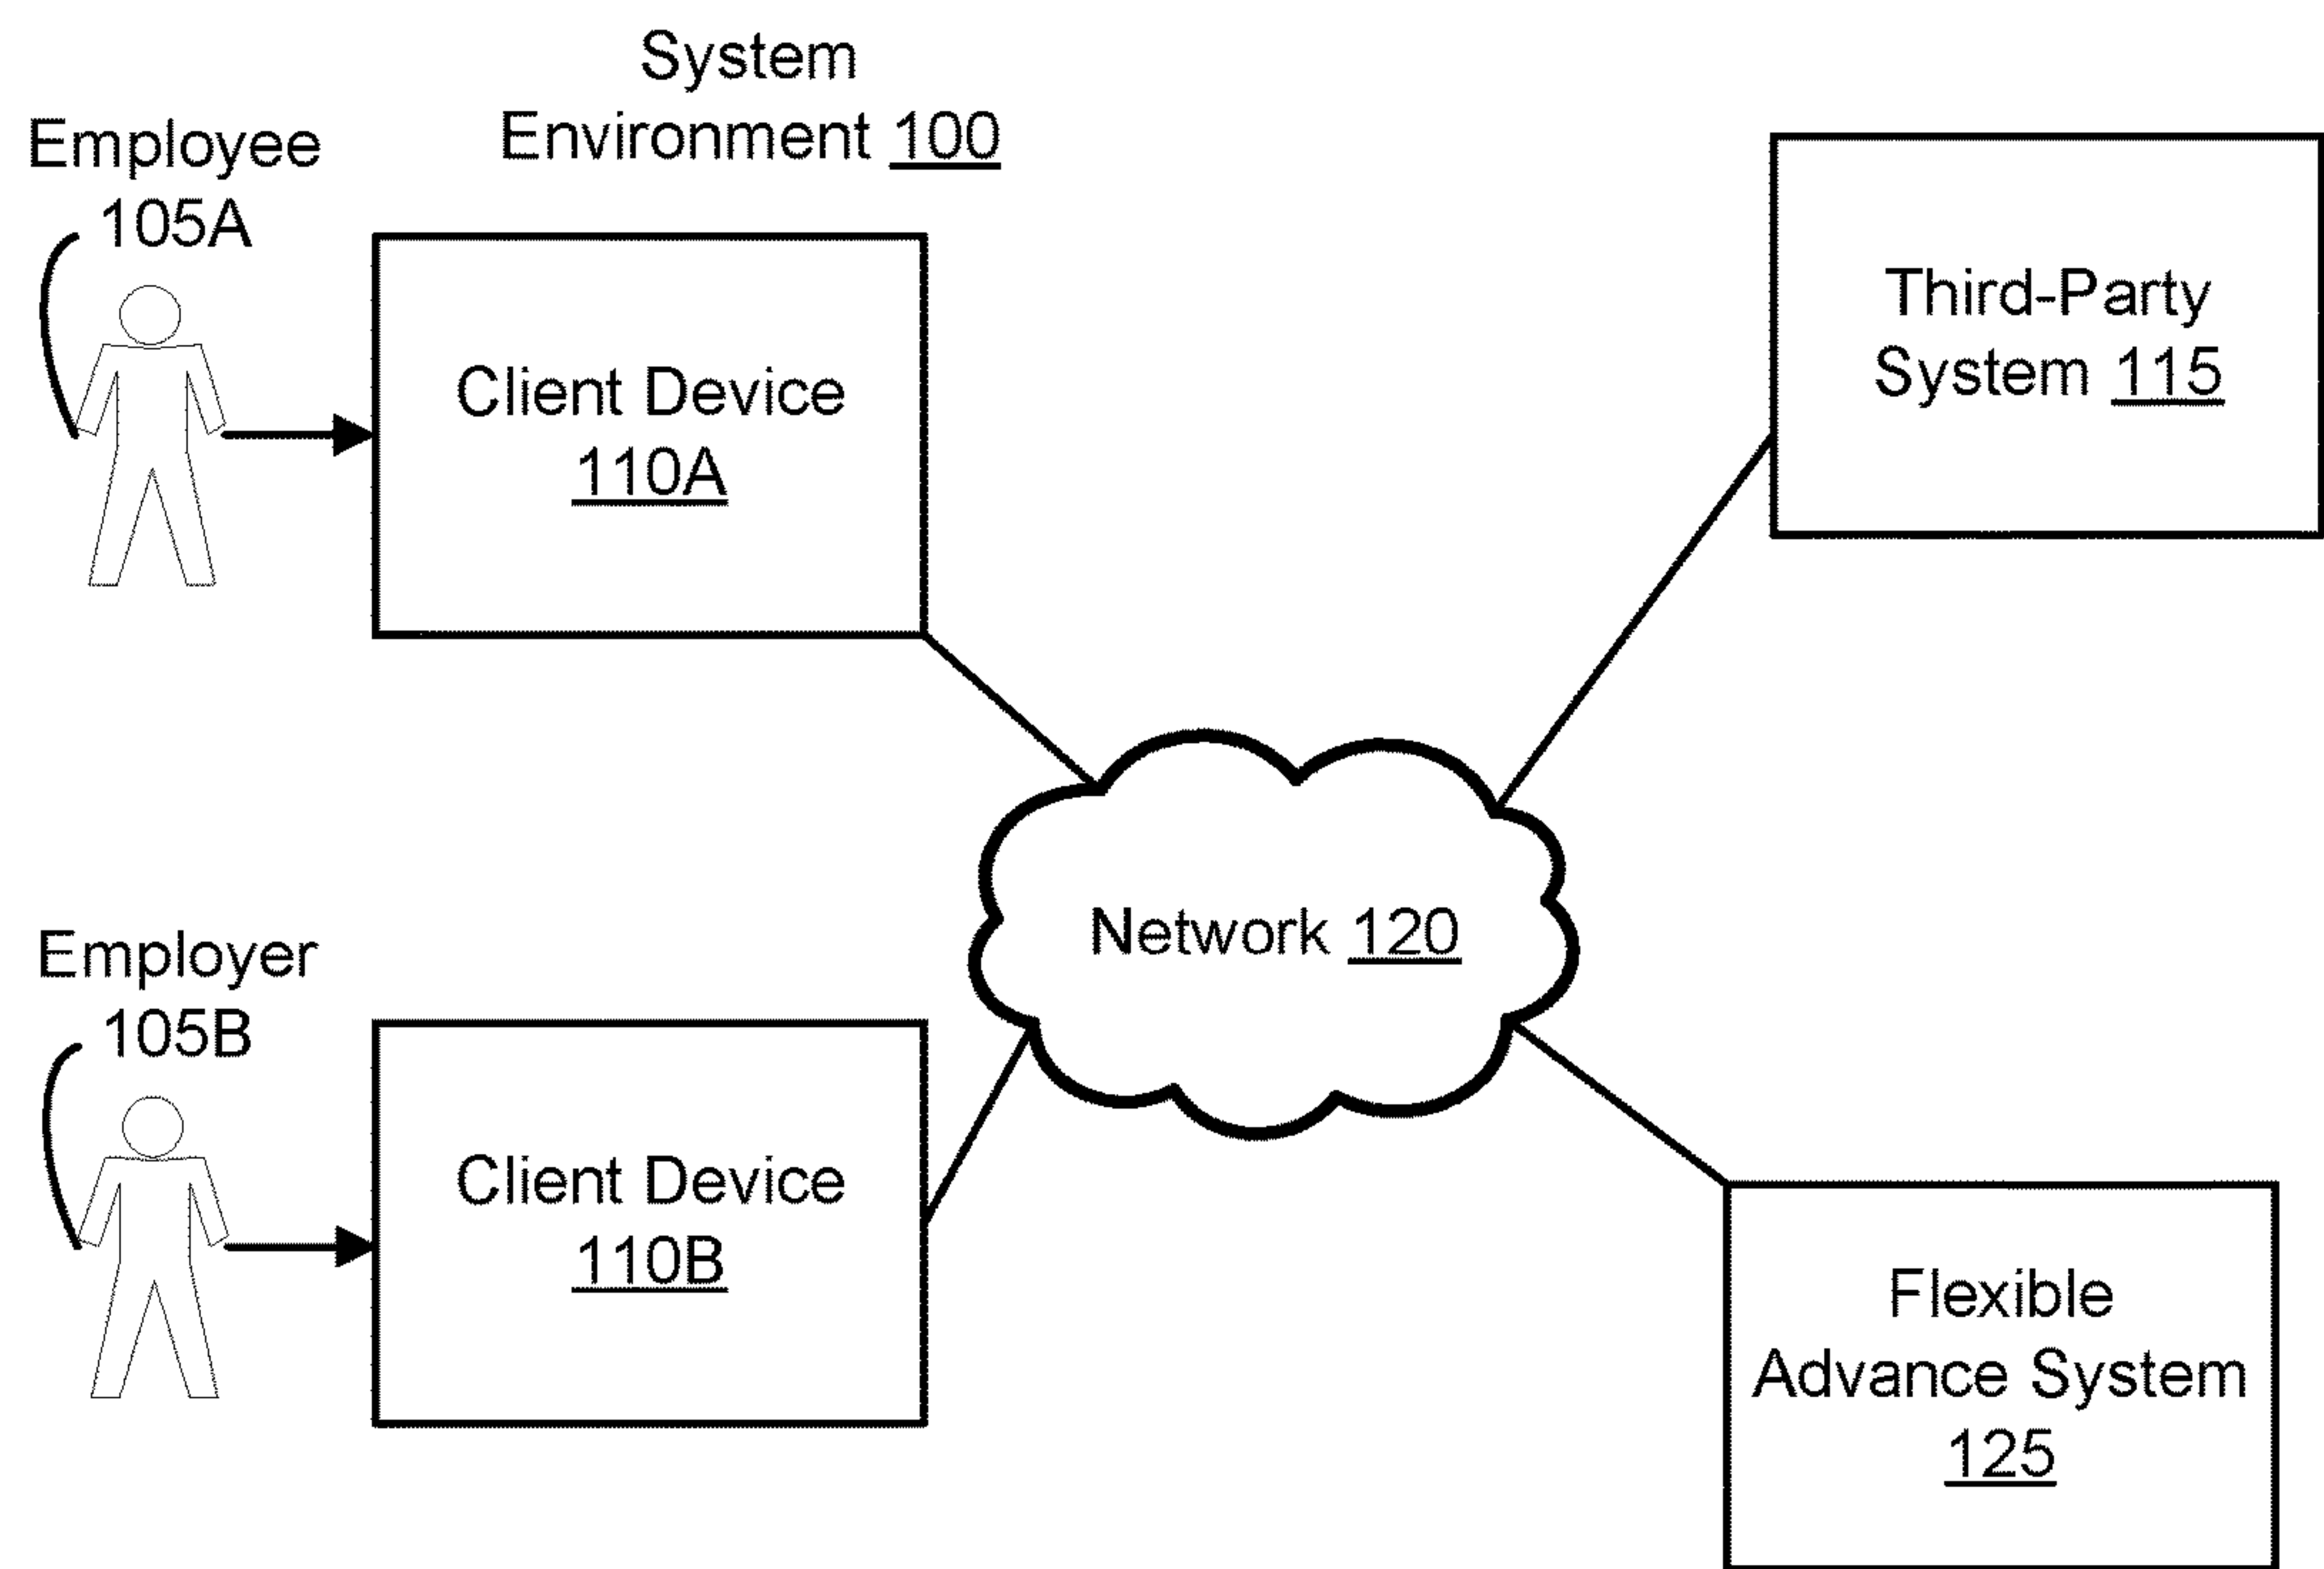 System
Environment 100
Employee
105A
Client Device
110A
Third-Party
System 115
Network 120
Employer
105B
Client Device
110B
Flexible
Advance System
125